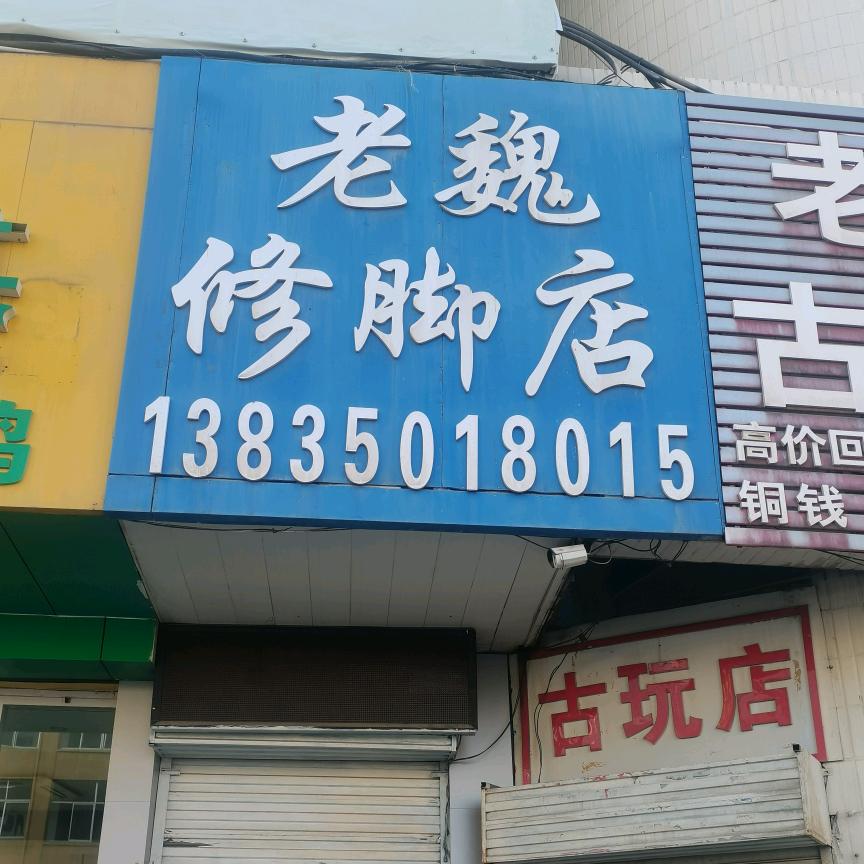 老魏
修脚店
13835018015
老
古
高价回
铜钱
古玩店